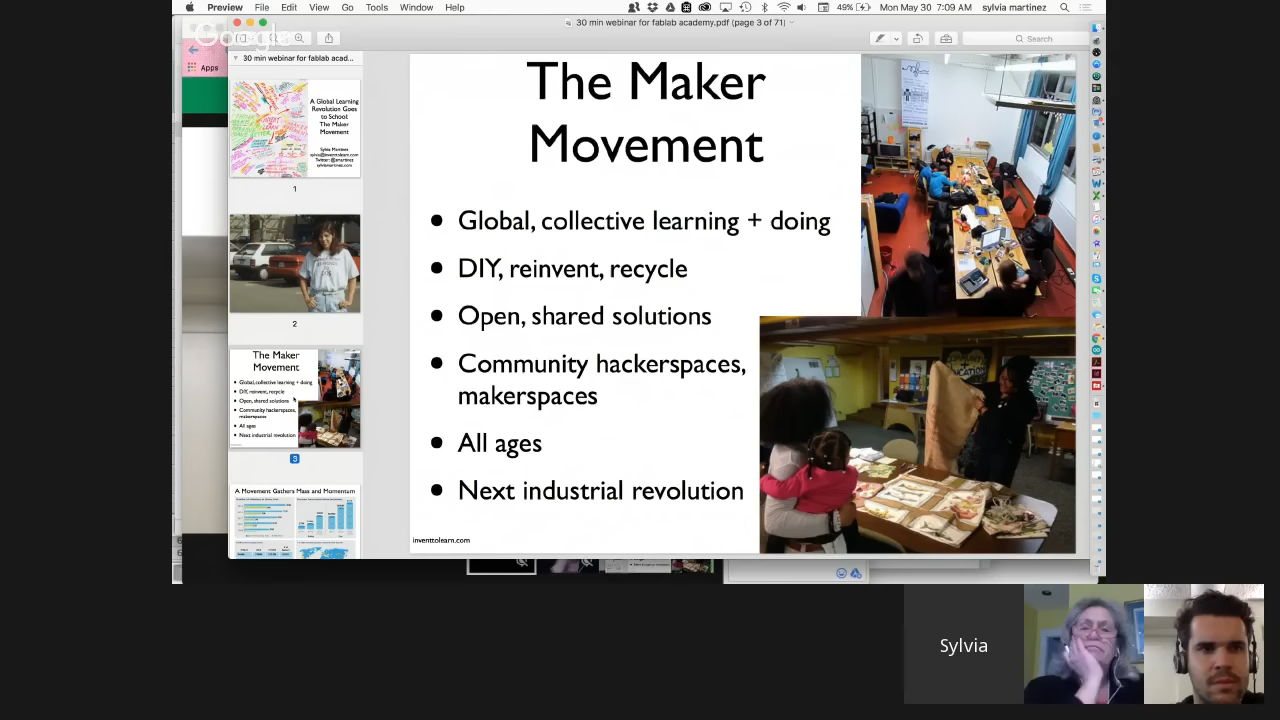 Preview File Edit View Go Tools Window Help
49% Mon May 30 7:09 AM sylvia martinez
30 min webinar for fablab academy.pdf (page 3 of 71)
Google
Search
Apps
30 min webinar for fablab acad...
A Global Learning
Revolution Goes
to School:
The Maker
Movement
Sylvia Martinez
sylvia@inventtolearn.com
Twitter: @smartinez
sylviamartinez.com
1
2
The Maker
Movement
Global, collective learning + doing
DIY, reinvent, recycle
Open, shared solutions
Community hackerspaces,
makerspaces
All ages
Next industrial revolution
3
A Movement Gathers Mass and Momentum
The Maker
Movement
• Global, collective learning + doing
• DIY, reinvent, recycle
• Open, shared solutions
• Community hackerspaces,
makerspaces
• All ages
• Next industrial revolution
inventtolearn.com
Sylvia